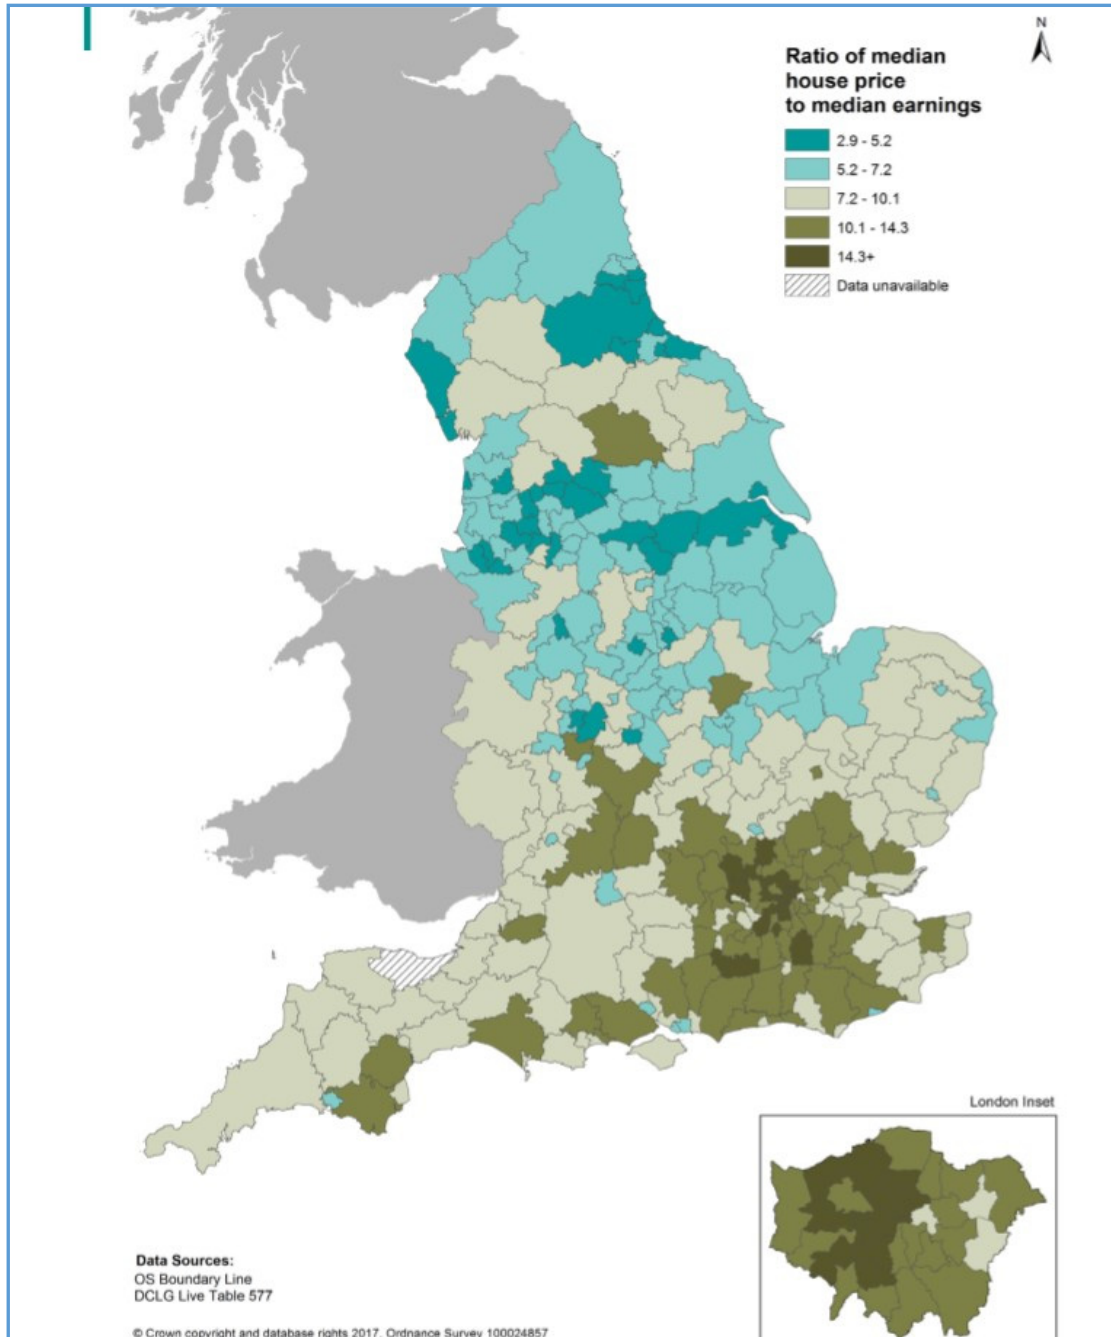 N
Ratio of median
house price
to median earnings
2.9 - 5.2
5.2 - 7.2
7.2 - 10.1
10.1 - 14.3
14.3+
Data unavailable
London Inset
Data Sources:
OS Boundary Line
DCLG Live Table 577
© Crown copyright and database rights 2017. Ordnance Survey 100024857